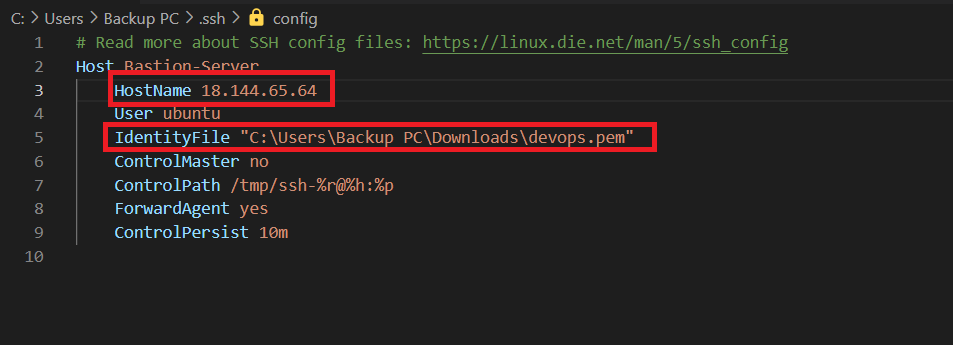 C: > Users > Backup PC > .ssh > config
1 # Read more about SSH config files: https://linux.die.net/man/5/ssh_config
2 Host Bastion-Server
3 HostName 18.144.65.64
4 User ubuntu
5 IdentityFile "C:\Users\Backup PC\Downloads\devops.pem"
6 ControlMaster no
7 ControlPath /tmp/ssh-%r@%h:%p
8 ForwardAgent yes
9 ControlPersist 10m
10